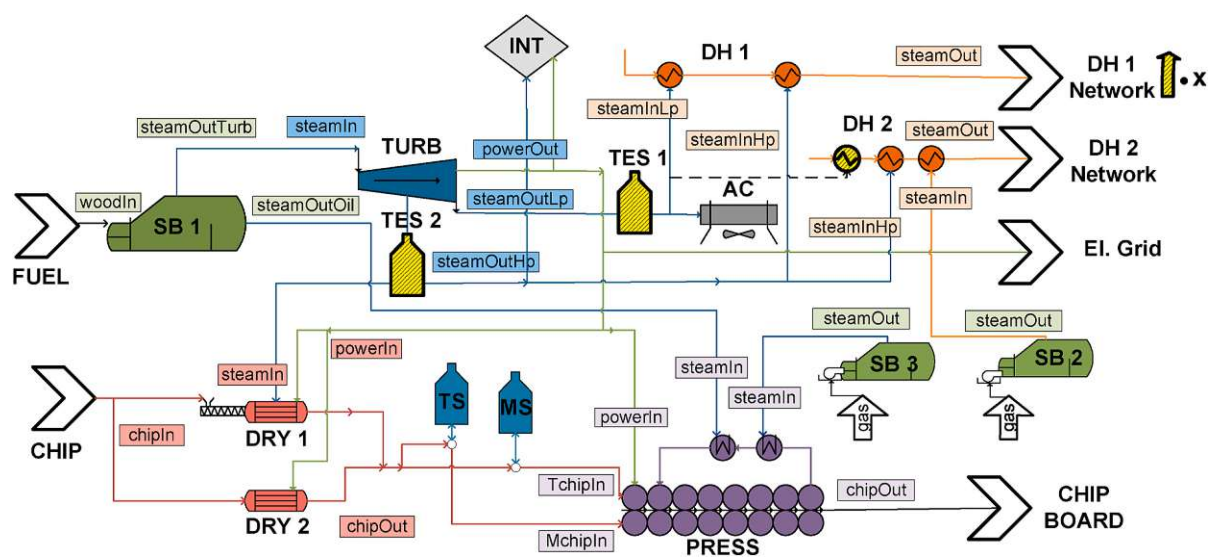 INT
DH 1
steamOut
DH 1
Network
· x
steamInLp
steamOutTurb
steamIn
TURB
powerOut
steamInHp
DH 2
steamOut
DH 2
Network
TES 1
woodIn
steamOutOil
steamOutLp
AC
steamIn
SB 1
TES 2
steamInHp
FUEL
steamOutHp
El. Grid
steamOut
steamOut
powerIn
steamIn
steamIn
SB 3
SB 2
TS
MS
steamIn
CHIP
chipIn
DRY 1
powerIn
gas
gas
TchipIn
chipOut
DRY 2
chipOut
MchipIn
PRESS
CHIP
BOARD